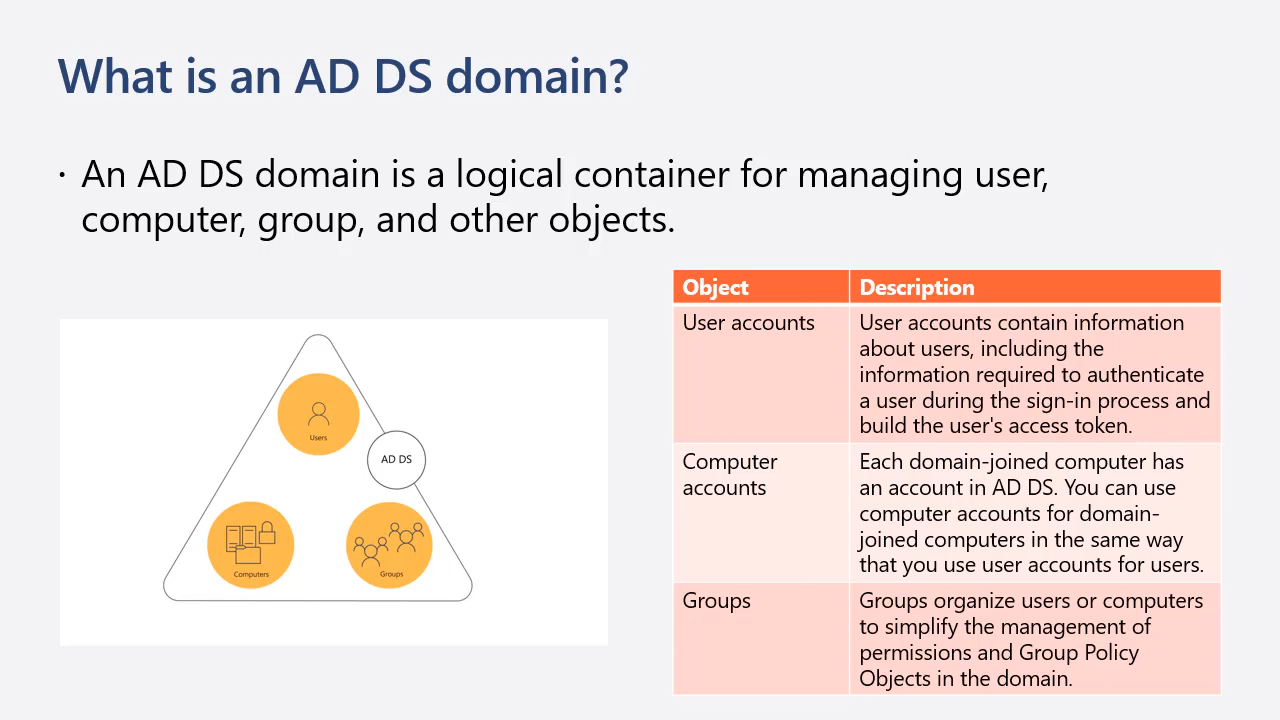 What is an AD DS domain?
· An AD DS domain is a logical container for managing user,
computer, group, and other objects.
Users
AD DS
Computers
Groups
Object Description
User accounts
User accounts contain information
about users, including the
information required to authenticate
a user during the sign-in process and
build the user's access token.
Computer
accounts
Each domain-joined computer has
an account in AD DS. You can use
computer accounts for domain-
joined computers in the same way
that you use user accounts for users.
Groups
Groups organize users or computers
to simplify the management of
permissions and Group Policy
Objects in the domain.